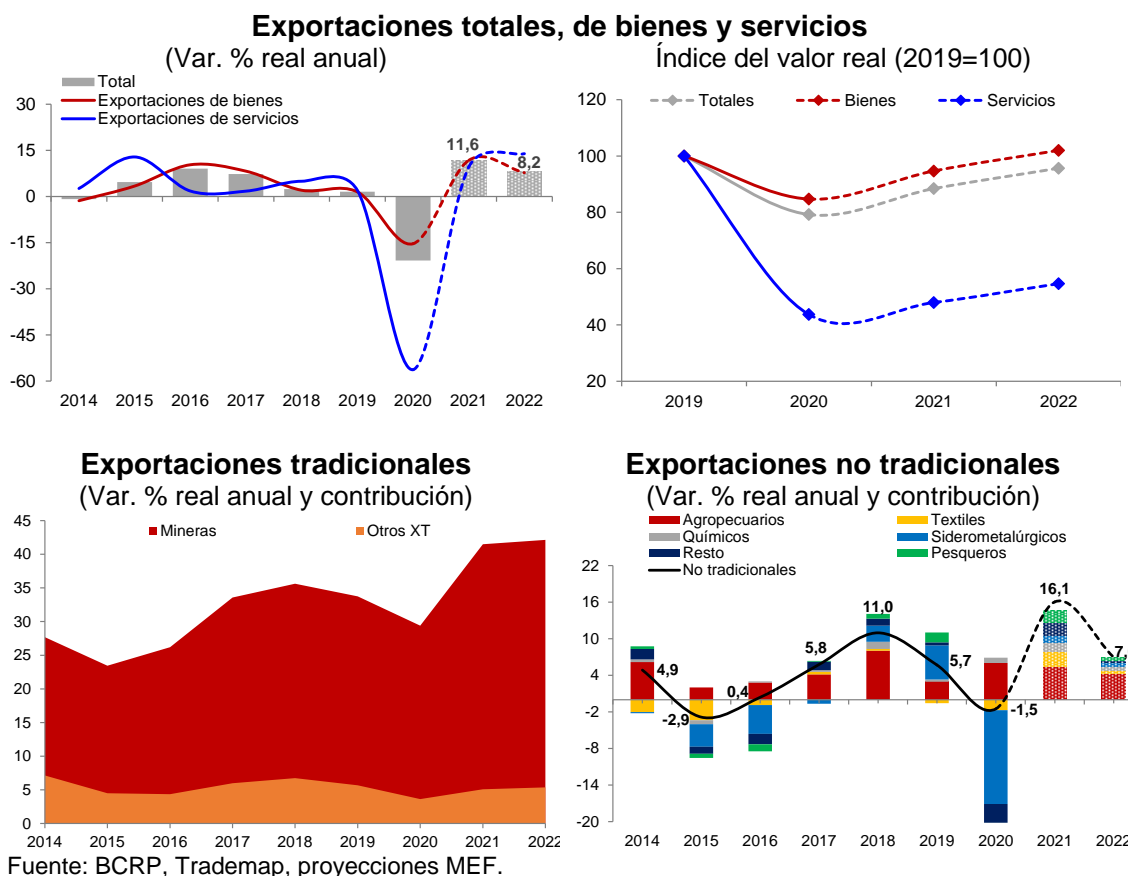 Exportaciones totales, de bienes y servicios
(Var. % real anual)
Total
Exportaciones de bienes
Exportaciones de servicios
30
15
0
-15
-30
-45
-60
11,6
8,2
2014 2015 2016 2017 2018 2019 2020 2021 2022
Índice del valor real (2019=100)
Totales Bienes Servicios
120
100
80
60
40
20
2019 2020 2021 2022
Exportaciones tradicionales
(Var. % real anual y contribución)
Mineras Otros XT
45
40
35
30
25
20
15
10
5
0
2014 2015 2016 2017 2018 2019 2020 2021 2022
Exportaciones no tradicionales
(Var. % real anual y contribución)
Agropecuarios Textiles
Químicos Siderometalúrgicos
Resto Pesqueros
No tradicionales
22
16
10
4
-2
-8
-14
-20
4,9
-2,9
0,4
5,8
11,0
5,7
-1,5
16,1
7,
2014 2015 2016 2017 2018 2019 2020 2021 2022
Fuente: BCRP, Trademap, proyecciones MEF.